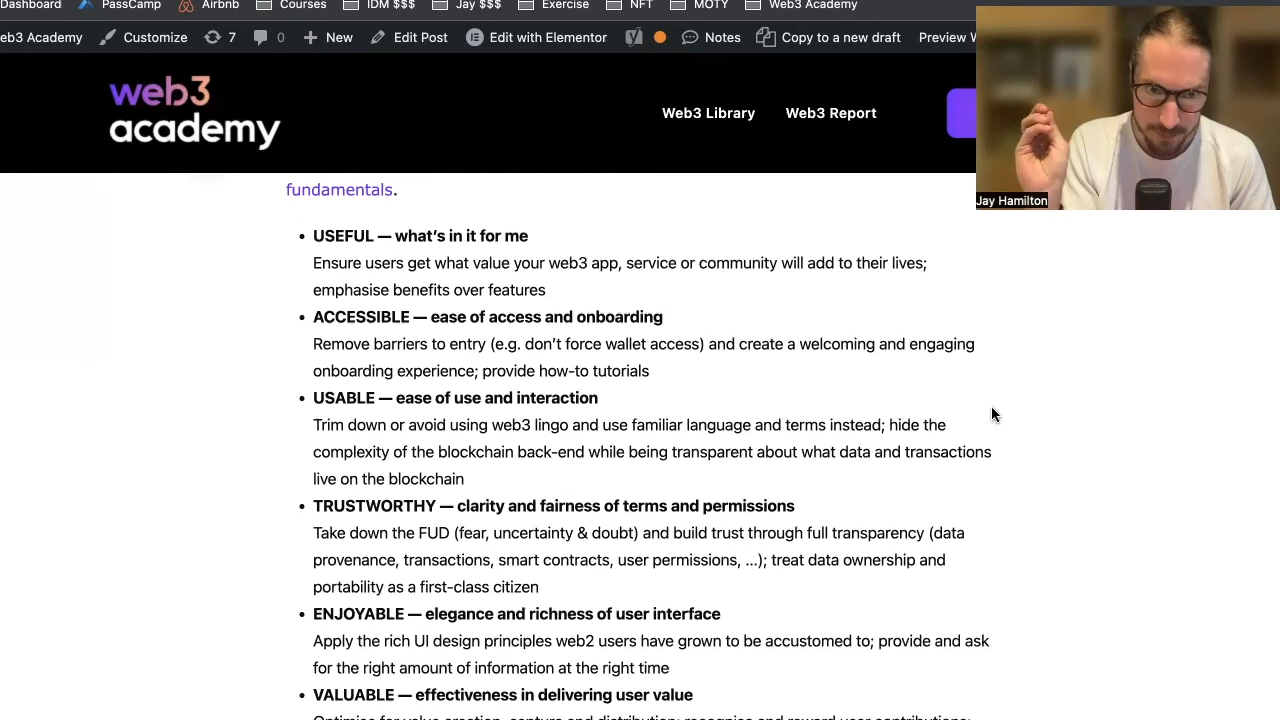 Dashboard PassCamp Airbnb Courses IDM $$$ Jay $$$ Exercise NFT MOTY Web3 Academy
eb3 Academy Customize 7 0 New Edit Post Edit with Elementor Notes Copy to a new draft Preview
web3
academy
Web3 Library Web3 Report
Jay Hamilton
fundamentals.
• USEFUL — what’s in it for me
Ensure users get what value your web3 app, service or community will add to their lives;
emphasise benefits over features
• ACCESSIBLE — ease of access and onboarding
Remove barriers to entry (e.g. don’t force wallet access) and create a welcoming and engaging
onboarding experience; provide how-to tutorials
• USABLE — ease of use and interaction
Trim down or avoid using web3 lingo and use familiar language and terms instead; hide the
complexity of the blockchain back-end while being transparent about what data and transactions
live on the blockchain
• TRUSTWORTHY — clarity and fairness of terms and permissions
Take down the FUD (fear, uncertainty & doubt) and build trust through full transparency (data
provenance, transactions, smart contracts, user permissions, …); treat data ownership and
portability as a first-class citizen
• ENJOYABLE — elegance and richness of user interface
Apply the rich UI design principles web2 users have grown to be accustomed to; provide and ask
for the right amount of information at the right time
• VALUABLE — effectiveness in delivering user value